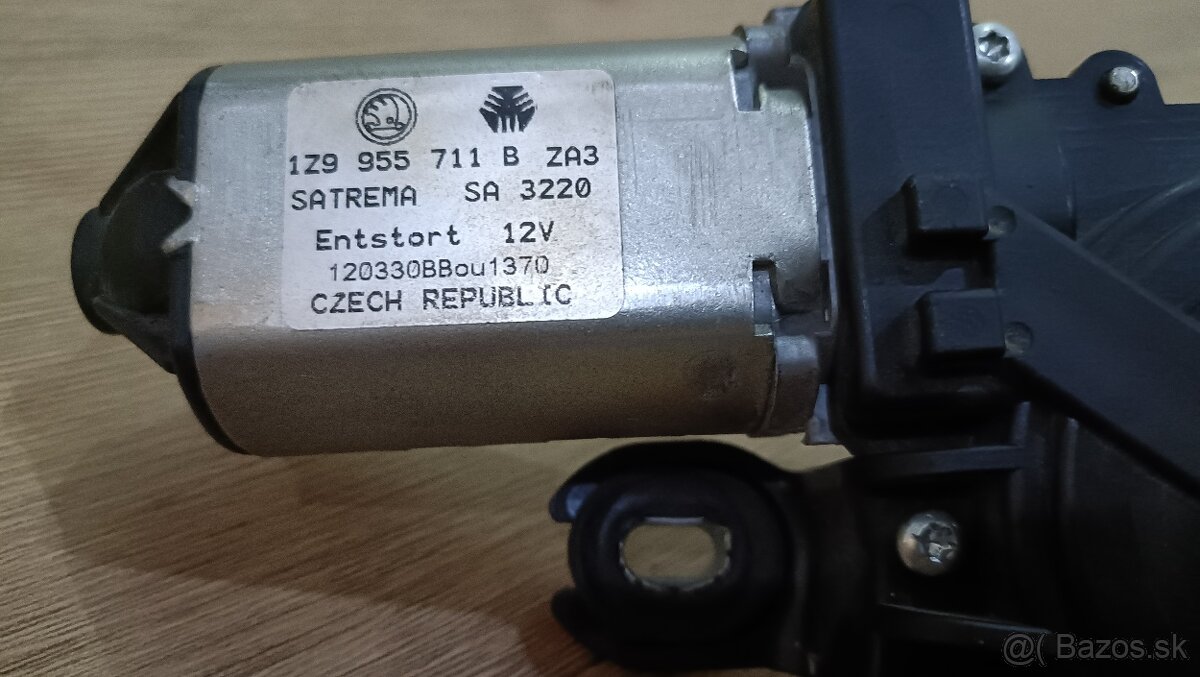 1Z9 955 711 B ZA3
SATREMA SA 3220
Entstort 12V
120330BBou1370
CZECH REPUBLIC
@( Bazos.sk